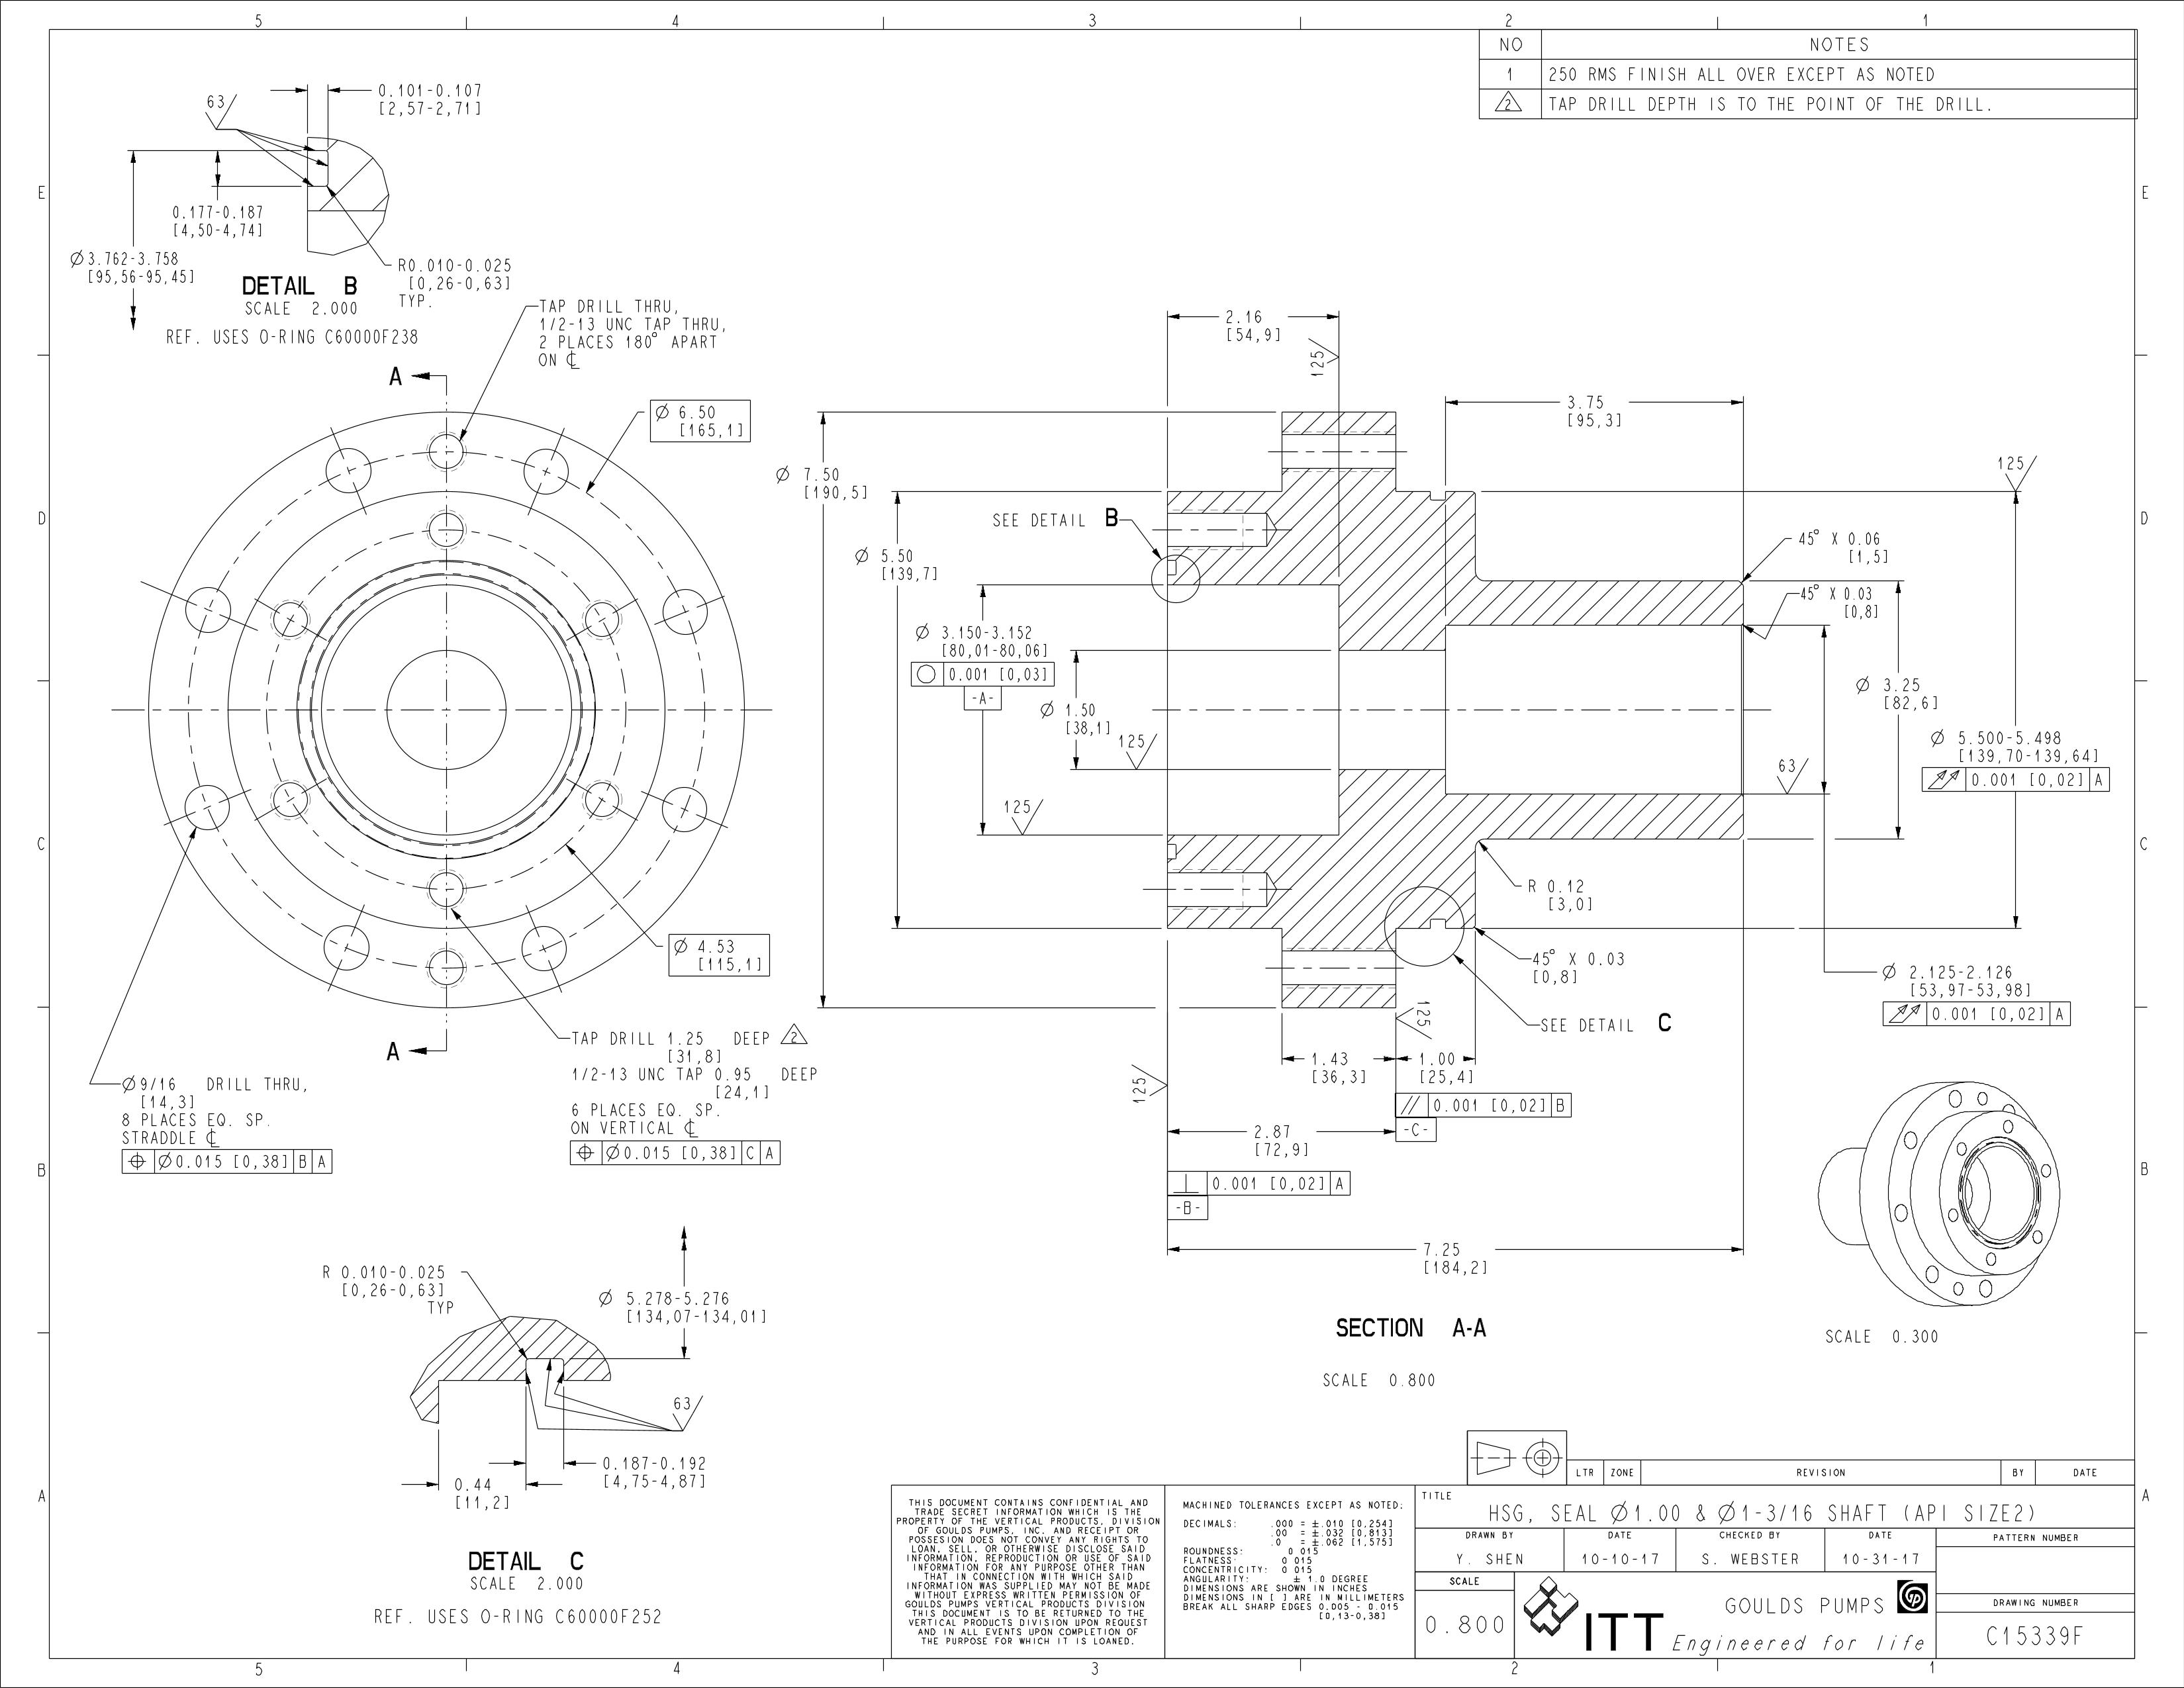 5 4 3 2 1
NO NOTES
1 250 RMS FINISH ALL OVER EXCEPT AS NOTED
2 TAP DRILL DEPTH IS TO THE POINT OF THE DRILL.
E
D
C
B
A
E
D
C
B
A
63
0.101-0.107
[2,57-2,71]
0.177-0.187
[4,50-4,74]
Ø3.762-3.758
[95,56-95,45]
R0.010-0.025
[0,26-0,63]
TYP.
DETAIL B
SCALE 2.000
REF. USES O-RING C60000F238
TAP DRILL THRU,
1/2-13 UNC TAP THRU,
2 PLACES 180° APART
ON ℄
A
Ø 6.50
[165,1]
Ø 4.53
[115,1]
A
TAP DRILL 1.25 DEEP 2
[31,8]
1/2-13 UNC TAP 0.95 DEEP
[24,1]
6 PLACES EQ. SP.
ON VERTICAL ℄
⌖ Ø0.015 [0,38] C A
Ø9/16 DRILL THRU,
[14,3]
8 PLACES EQ. SP.
STRADDLE ℄
⌖ Ø0.015 [0,38] B A
2.16
[54,9]
125
3.75
[95,3]
Ø 7.50
[190,5]
SEE DETAIL B
Ø 5.50
[139,7]
125
45° X 0.06
[1,5]
45° X 0.03
[0,8]
Ø 3.150-3.152
[80,01-80,06]
○ 0.001 [0,03]
-A-
Ø 1.50
[38,1]
125
125
63
Ø 3.25
[82,6]
Ø 5.500-5.498
[139,70-139,64]
⌰ 0.001 [0,02] A
R 0.12
[3,0]
45° X 0.03
[0,8]
Ø 2.125-2.126
[53,97-53,98]
⌰ 0.001 [0,02] A
SEE DETAIL C
125
1.43
[36,3]
1.00
[25,4]
125
// 0.001 [0,02] B
-C-
2.87
[72,9]
⊥ 0.001 [0,02] A
-B-
7.25
[184,2]
SECTION A-A
SCALE 0.800
SCALE 0.300
R 0.010-0.025
[0,26-0,63]
TYP
Ø 5.278-5.276
[134,07-134,01]
63
0.187-0.192
[4,75-4,87]
0.44
[11,2]
DETAIL C
SCALE 2.000
REF. USES O-RING C60000F252
THIS DOCUMENT CONTAINS CONFIDENTIAL AND
TRADE SECRET INFORMATION WHICH IS THE
PROPERTY OF THE VERTICAL PRODUCTS, DIVISION
OF GOULDS PUMPS, INC. AND RECEIPT OR
POSSESION DOES NOT CONVEY ANY RIGHTS TO
LOAN, SELL, OR OTHERWISE DISCLOSE SAID
INFORMATION, REPRODUCTION OR USE OF SAID
INFORMATION FOR ANY PURPOSE OTHER THAN
THAT IN CONNECTION WITH WHICH SAID
INFORMATION WAS SUPPLIED MAY NOT BE MADE
WITHOUT EXPRESS WRITTEN PERMISSION OF
GOULDS PUMPS VERTICAL PRODUCTS DIVISION
THIS DOCUMENT IS TO BE RETURNED TO THE
VERTICAL PRODUCTS DIVISION UPON REQUEST
AND IN ALL EVENTS UPON COMPLETION OF
THE PURPOSE FOR WHICH IT IS LOANED.
MACHINED TOLERANCES EXCEPT AS NOTED:
DECIMALS: .000 = ±.010 [0,254]
.00 = ±.032 [0,813]
.0 = ±.062 [1,575]
ROUNDNESS: 0.015
FLATNESS: 0.015
CONCENTRICITY: 0.015
ANGULARITY: ± 1.0 DEGREE
DIMENSIONS ARE SHOWN IN INCHES
DIMENSIONS IN [ ] ARE IN MILLIMETERS
BREAK ALL SHARP EDGES 0.005 - 0.015
[0,13-0,38]
LTR ZONE REVISION BY DATE
TITLE
HSG, SEAL Ø1.00 & Ø1-3/16 SHAFT (API SIZE2)
DRAWN BY DATE CHECKED BY DATE PATTERN NUMBER
Y. SHEN 10-10-17 S. WEBSTER 10-31-17
SCALE
0.800
ITT
GOULDS PUMPS
Engineered for life
DRAWING NUMBER
C15339F
5 4 3 2 1